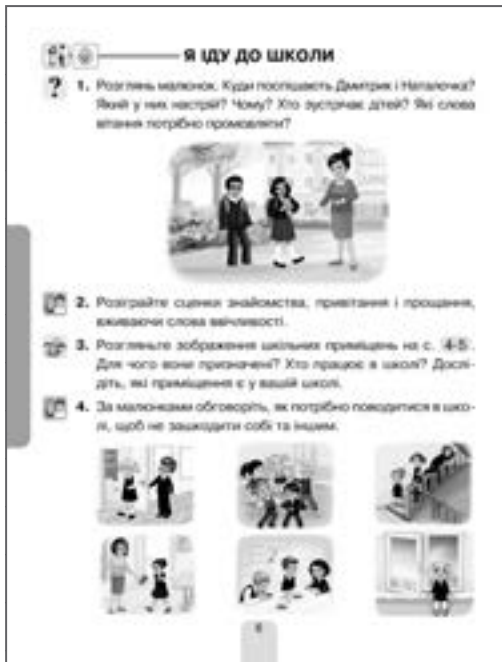 Я ІДУ ДО ШКОЛИ
? 1. Розглянь малюнок. Куди поспішають Дмитрик і Наталочка?
Який у них настрій? Чому? Хто зустрічає дітей? Які слова
вітання потрібно промовляти?
2. Розіграйте сценки знайомства, привітання і прощання,
вживаючи слова ввічливості.
3. Розгляньте зображення шкільних приміщень на с. 4-5.
Для чого вони призначені? Хто працює в школі? Дослі-
діть, які приміщення є у вашій школі.
4. За малюнками обговоріть, як потрібно поводитися в шко-
лі, щоб не зашкодити собі та іншим.
6